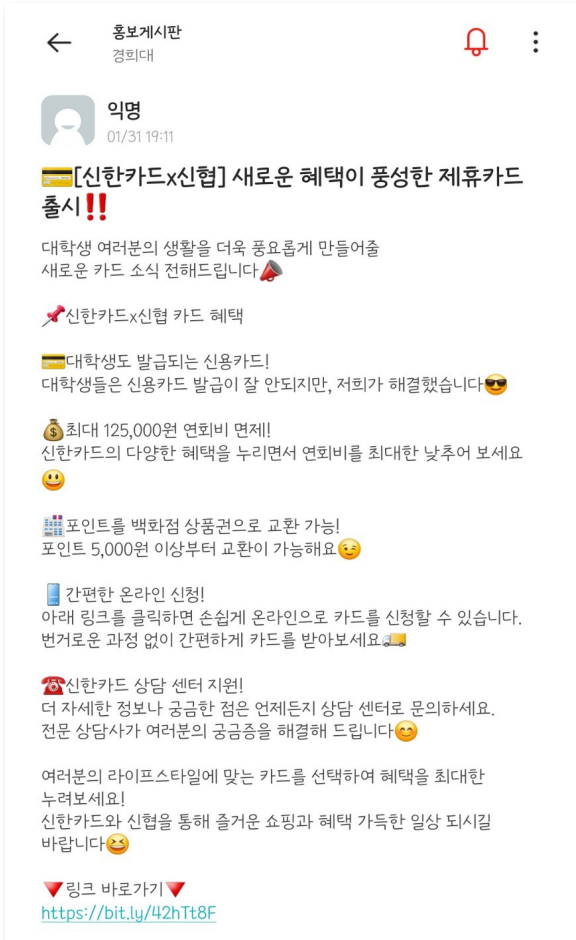 홍보게시판
경희대
익명
01/31 19:11
💳[신한카드x신협] 새로운 혜택이 풍성한 제휴카드
출시‼️
대학생 여러분의 생활을 더욱 풍요롭게 만들어줄
새로운 카드 소식 전해드립니다📣
📌신한카드x신협 카드 혜택
💳대학생도 발급되는 신용카드!
대학생들은 신용카드 발급이 잘 안되지만, 저희가 해결했습니다😎
💰최대 125,000원 연회비 면제!
신한카드의 다양한 혜택을 누리면서 연회비를 최대한 낮추어 보세요
😃
🏬포인트를 백화점 상품권으로 교환 가능!
포인트 5,000원 이상부터 교환이 가능해요😉
📱간편한 온라인 신청!
아래 링크를 클릭하면 손쉽게 온라인으로 카드를 신청할 수 있습니다.
번거로운 과정 없이 간편하게 카드를 받아보세요🚚
☎️신한카드 상담 센터 지원!
더 자세한 정보나 궁금한 점은 언제든지 상담 센터로 문의하세요.
전문 상담사가 여러분의 궁금증을 해결해 드립니다😊
여러분의 라이프스타일에 맞는 카드를 선택하여 혜택을 최대한
누려보세요!
신한카드와 신협을 통해 즐거운 쇼핑과 혜택 가득한 일상 되시길
바랍니다😆
🔻링크 바로가기🔻
https://bit.ly/42hTt8F